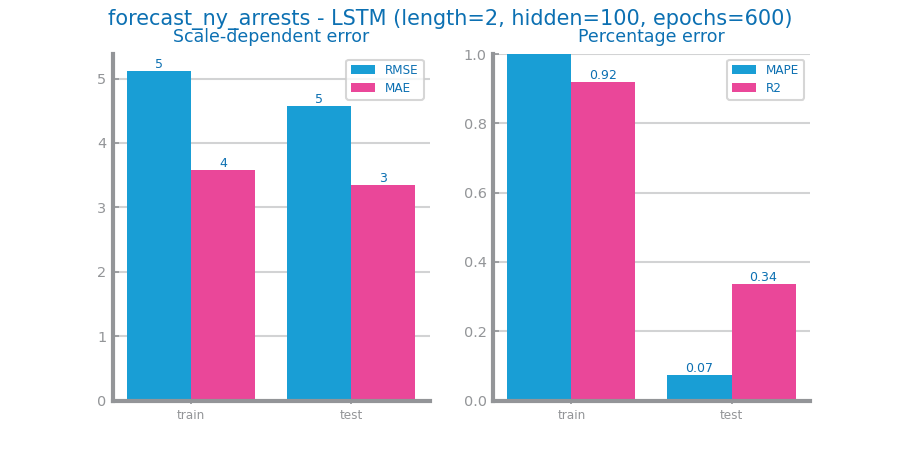 forecast_ny_arrests - LSTM (length=2, hidden=100, epochs=600)
Scale-dependent error
5
4
3
2
1
0
5
4
5
3
RMSE
MAE
train
test
Percentage error
1.0
0.8
0.6
0.4
0.2
0.0
0.92
0.07
0.34
MAPE
R2
train
test